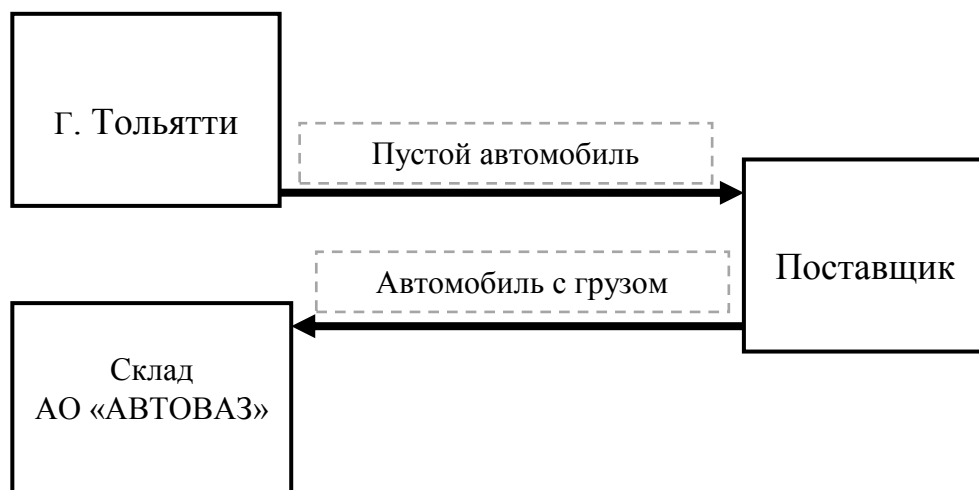 Г. Тольятти
Пустой автомобиль
Поставщик
Автомобиль с грузом
Склад
АО «АВТОВАЗ»